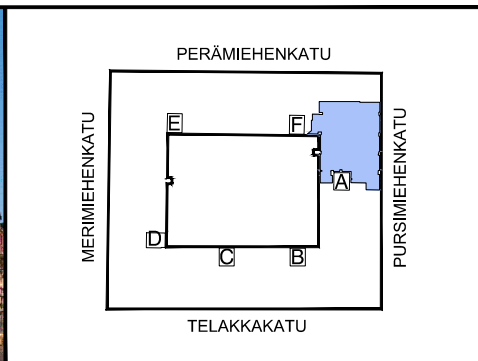 PERÄMIEHENKATU
MERIMIEHENKATU
PURSIMIEHENKATU
E
F
A
D
C
B
TELAKKAKATU